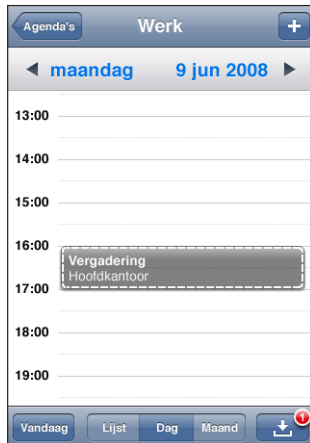 Agenda's Werk +
maandag 9 jun 2008
13:00
14:00
15:00
16:00
Vergadering
Hoofdkantoor
17:00
18:00
19:00
Vandaag Lijst Dag Maand 1